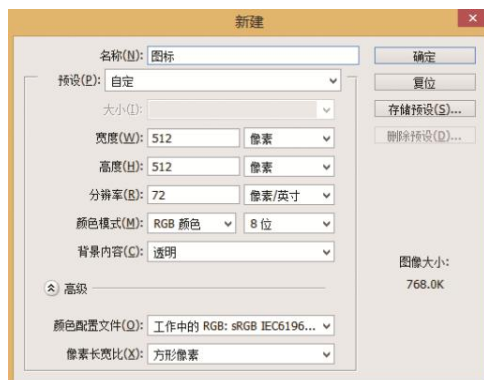 新建
名称(N): 图标
确定
预设(P): 自定
复位
大小(I):
存储预设(S)...
宽度(W): 512 像素
删除预设(D)...
高度(H): 512 像素
分辨率(R): 72 像素/英寸
颜色模式(M): RGB 颜色 8 位
背景内容(C): 透明
图像大小:
768.0K
高级
颜色配置文件(O): 工作中的 RGB: sRGB IEC6196...
像素长宽比(X): 方形像素